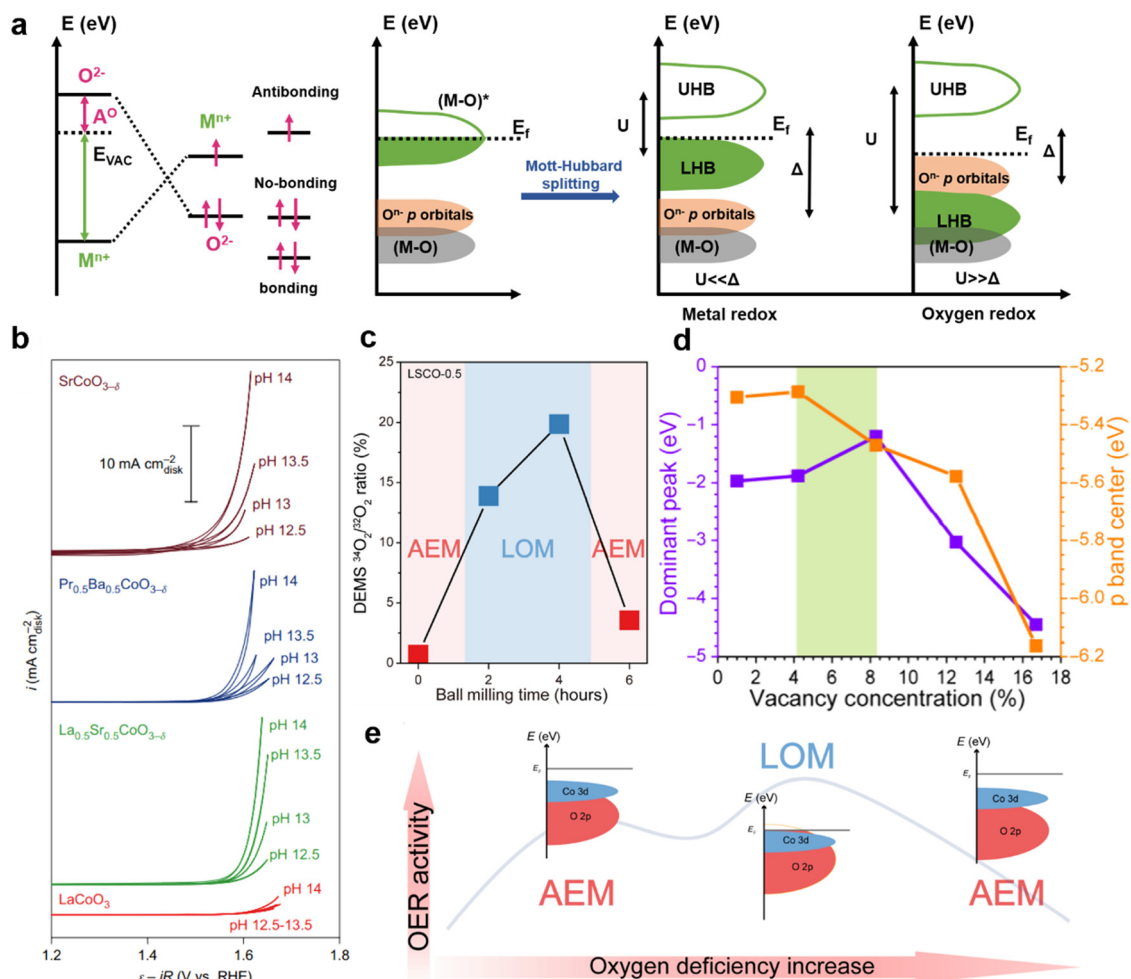 a
E (eV)
O2-
AO
EVAC
Mn+
Mn+
O2-
Antibonding
No-bonding
bonding
E (eV)
(M-O)*
Ef
On- p orbitals
(M-O)
Mott-Hubbard
splitting
E (eV)
UHB
U
Ef
LHB
Δ
On- p orbitals
(M-O)
U<<Δ
Metal redox
E (eV)
UHB
U
Ef
Δ
On- p orbitals
LHB
(M-O)
U>>Δ
Oxygen redox
b
SrCoO3–δ
pH 14
10 mA cm–2disk
pH 13.5
pH 13
pH 12.5
Pr0.5Ba0.5CoO3–δ
pH 14
pH 13.5
pH 13
pH 12.5
La0.5Sr0.5CoO3–δ
pH 14
pH 13.5
pH 13
pH 12.5
LaCoO3
pH 14
pH 12.5-13.5
i (mA cm–2disk)
1.2 1.4 1.6 1.8
ε – iR (V vs. RHE)
c
LSCO-0.5
DEMS 34O2/32O2 ratio (%)
25
20
15
10
5
0
AEM
LOM
AEM
0 2 4 6
Ball milling time (hours)
d
Dominant peak (eV)
0
−1
−2
−3
−4
−5
−5.2
−5.4
−5.6
−5.8
−6.0
−6.2
p band center (eV)
0 2 4 6 8 10 12 14 16 18
Vacancy concentration (%)
e
OER activity
E (eV)
EF
Co 3d
O 2p
AEM
LOM
E (eV)
EF
Co 3d
O 2p
E (eV)
EF
Co 3d
O 2p
AEM
Oxygen deficiency increase